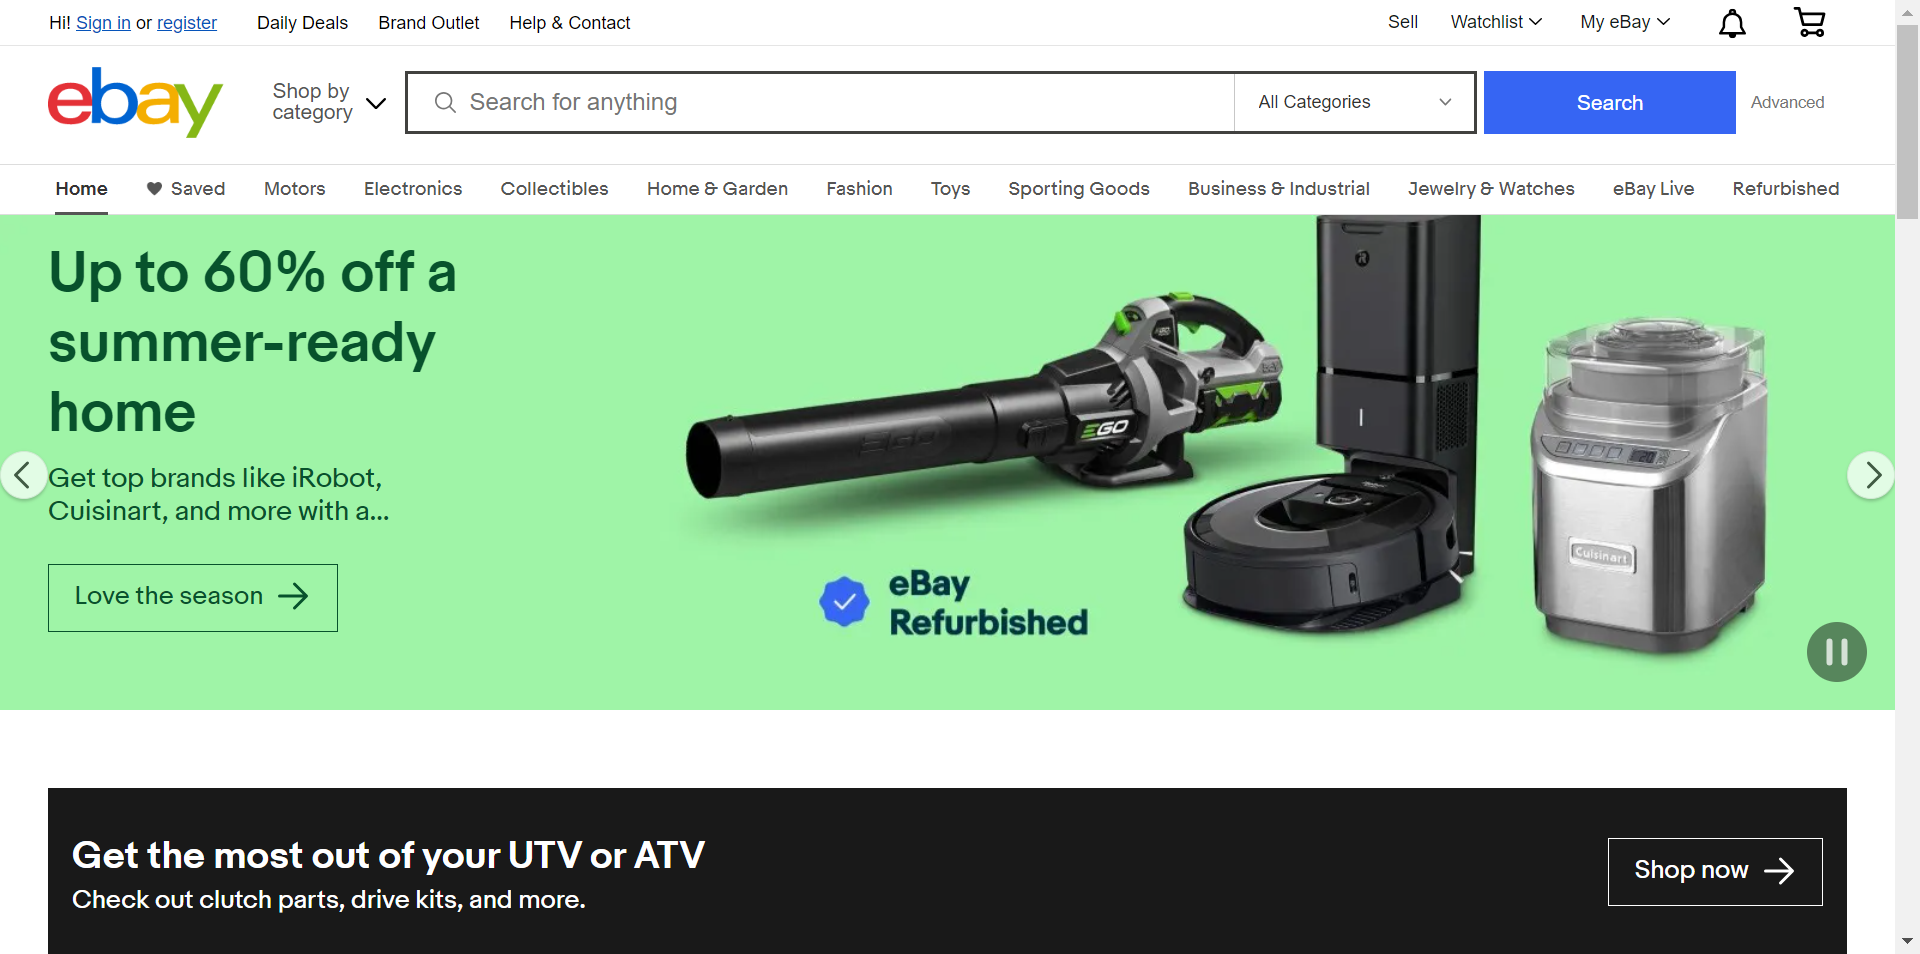 Hi! Sign in or register
Daily Deals
Brand Outlet
Help & Contact
Sell
Watchlist
My eBay
ebay
Shop by
category
Search for anything
All Categories
Search
Advanced
Home
Saved
Motors
Electronics
Collectibles
Home & Garden
Fashion
Toys
Sporting Goods
Business & Industrial
Jewelry & Watches
eBay Live
Refurbished
Up to 60% off a
summer-ready
home
Get top brands like iRobot,
Cuisinart, and more with a...
Love the season
EGO
EGO
Cuisinart
eBay
Refurbished
Get the most out of your UTV or ATV
Check out clutch parts, drive kits, and more.
Shop now